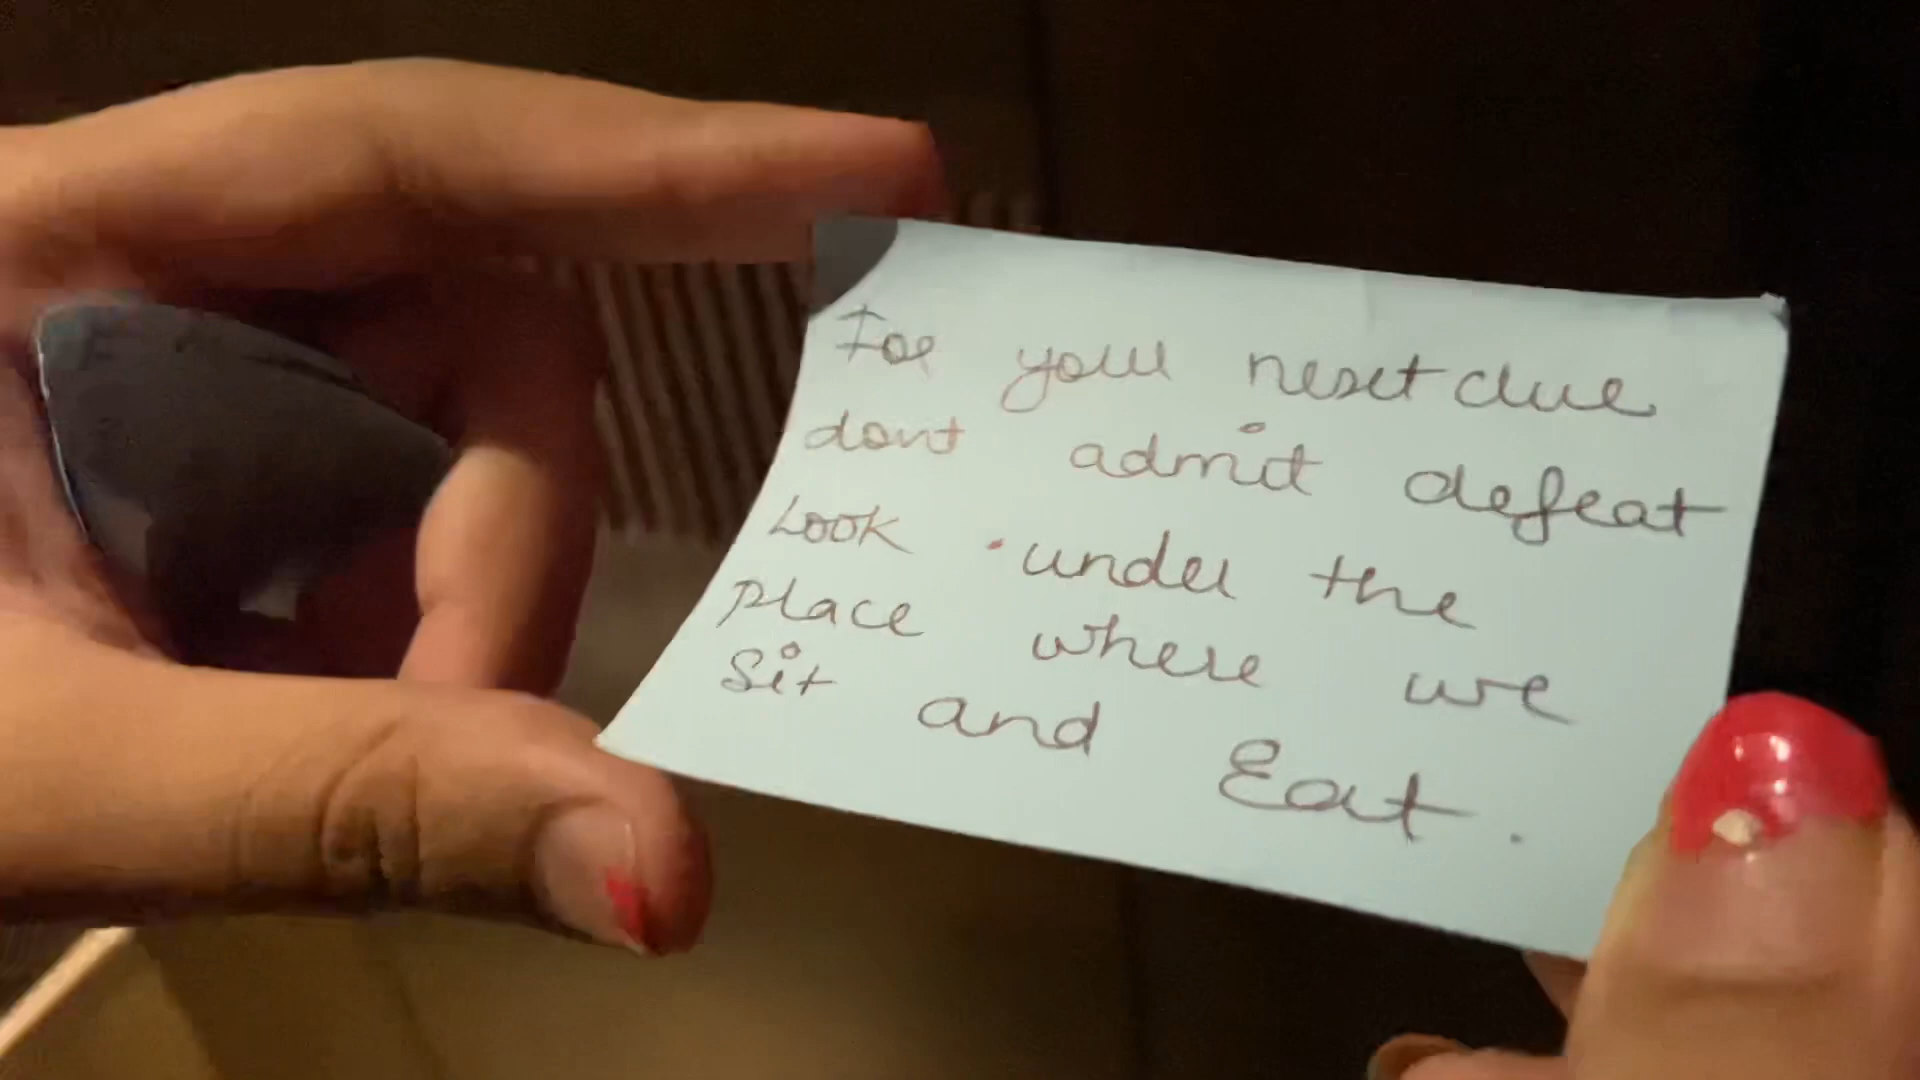 For your next clue
dont admit defeat
Look under the
place where we
Sit and Eat.